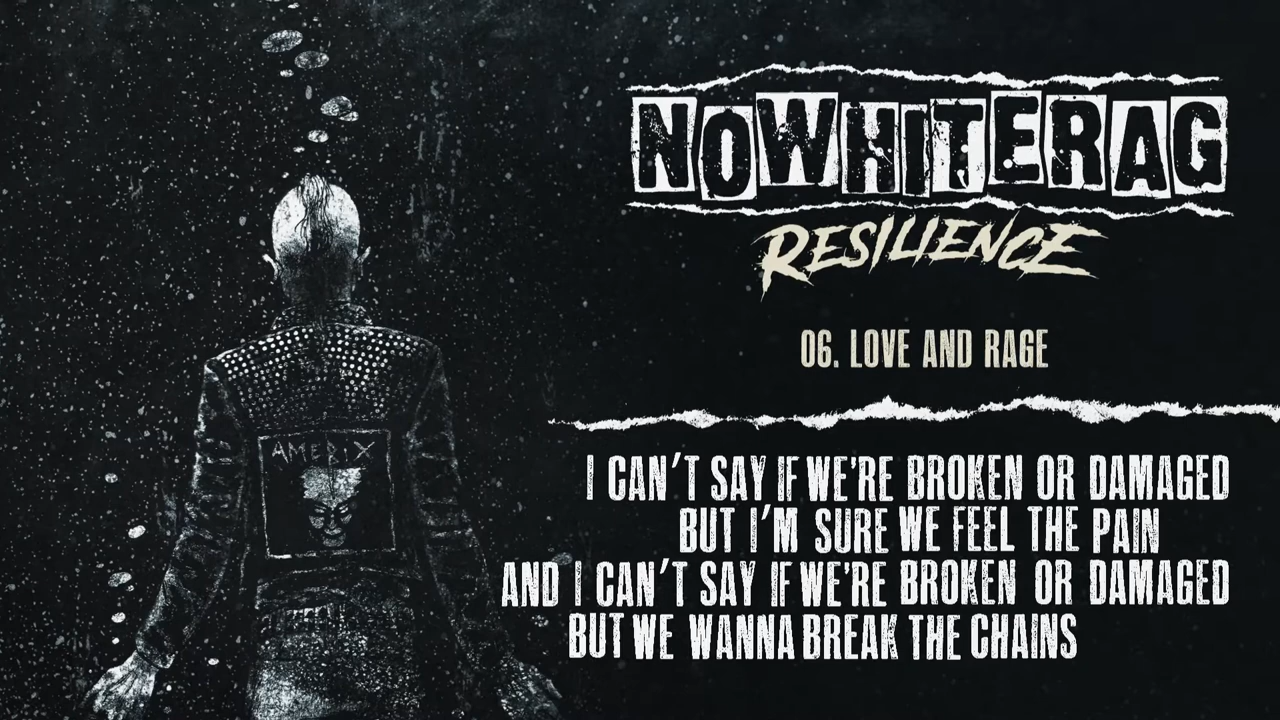 NOWHITERAG
RESILIENCE
06. LOVE AND RAGE
AMEBIX
I CAN'T SAY IF WE'RE BROKEN OR DAMAGED
BUT I'M SURE WE FEEL THE PAIN
AND I CAN'T SAY IF WE'RE BROKEN OR DAMAGED
BUT WE WANNA BREAK THE CHAINS